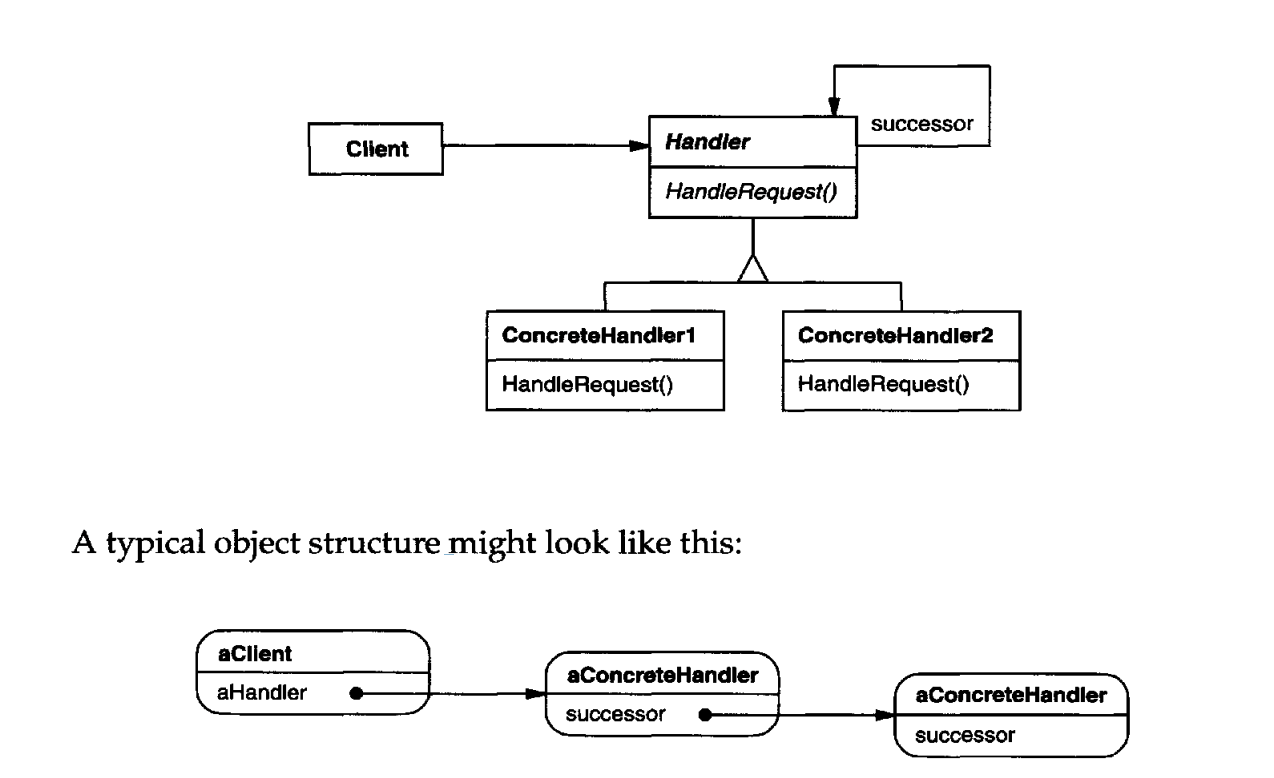 successor
Client
Handler
HandleRequest()
ConcreteHandler1
ConcreteHandler2
HandleRequest()
HandleRequest()
A typical object structure might look like this:
aClient
aHandler
aConcreteHandler
successor
aConcreteHandler
successor